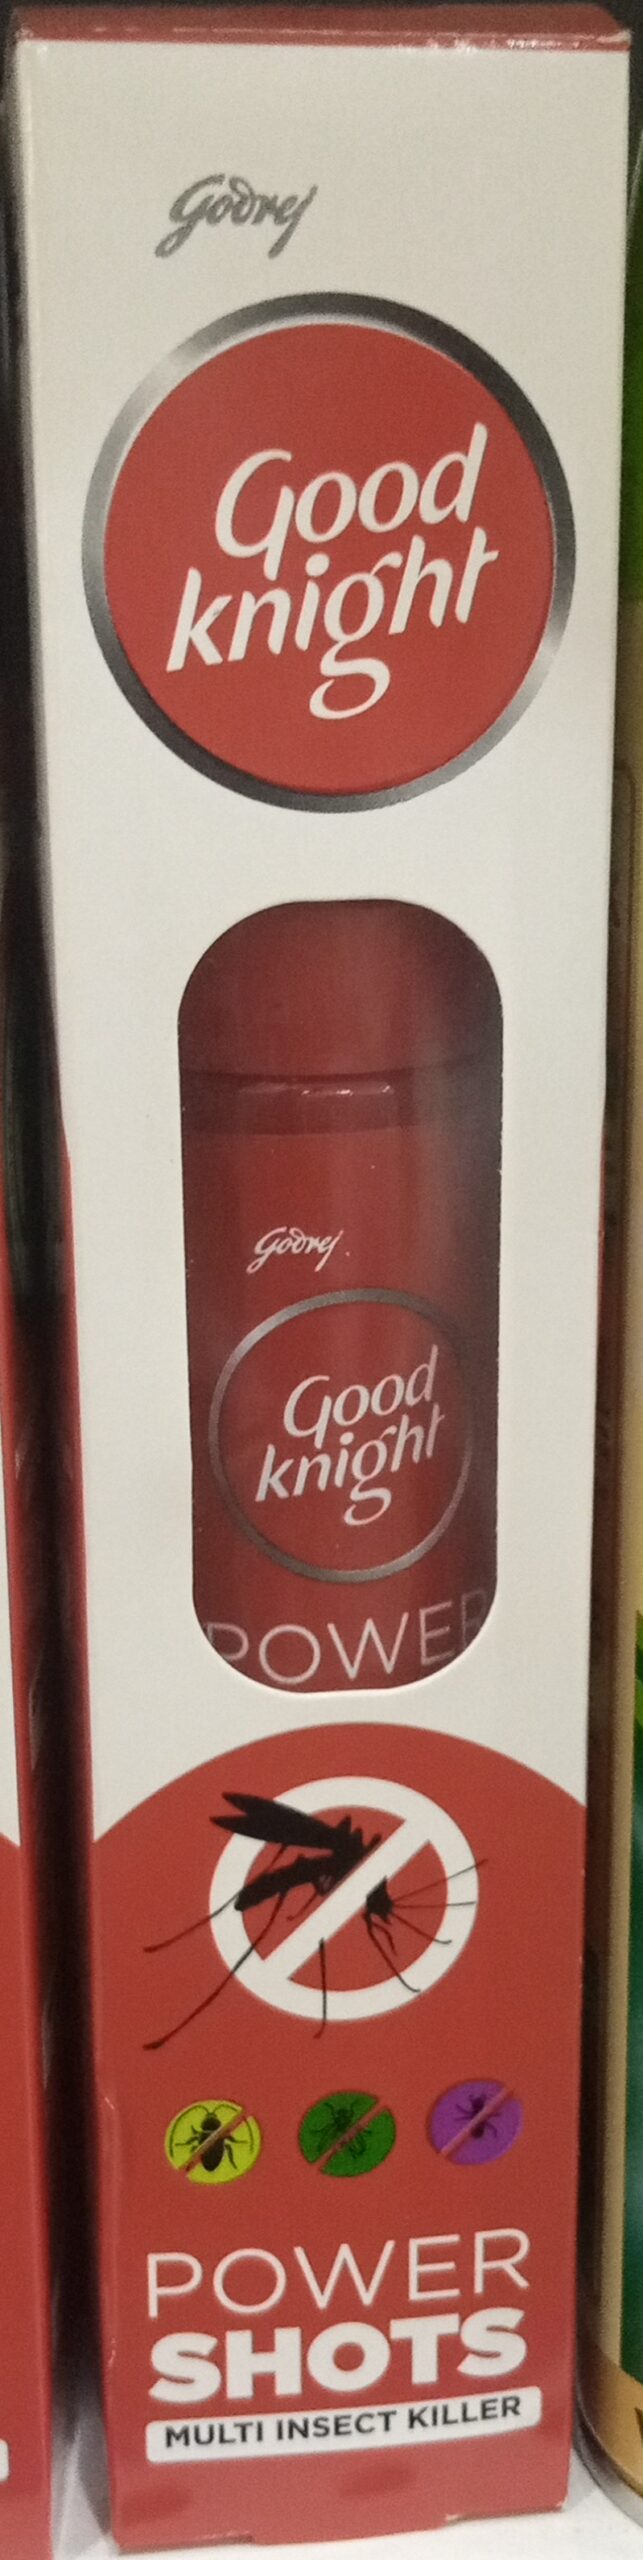 Godrej
Good
knight
Godrej
Good
knight
POWER
POWER
SHOTS
MULTI INSECT KILLER